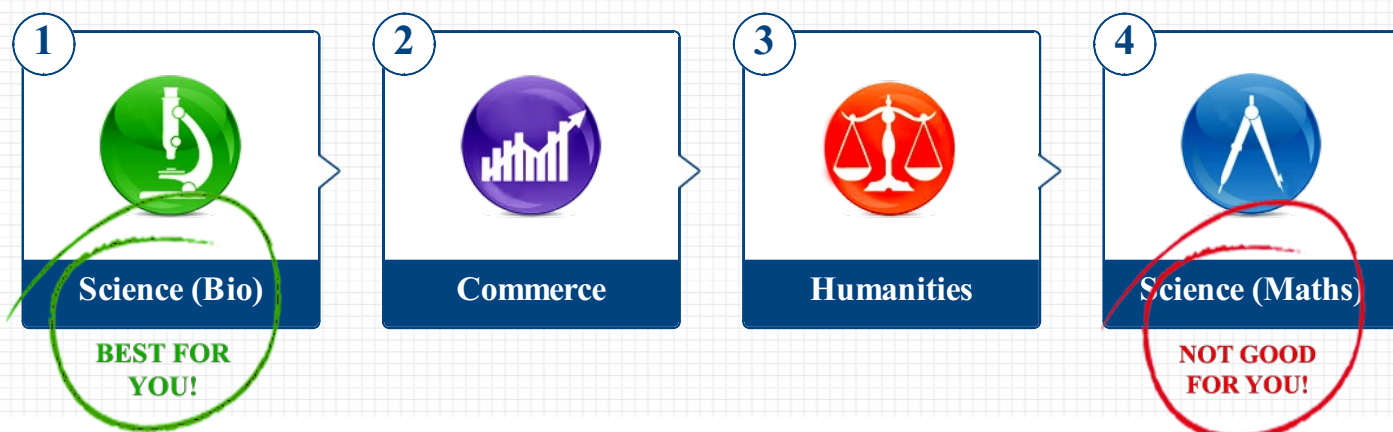 1
2
3
4
Science (Bio)
Commerce
Humanities
Science (Maths)
BEST FOR
YOU!
NOT GOOD
FOR YOU!